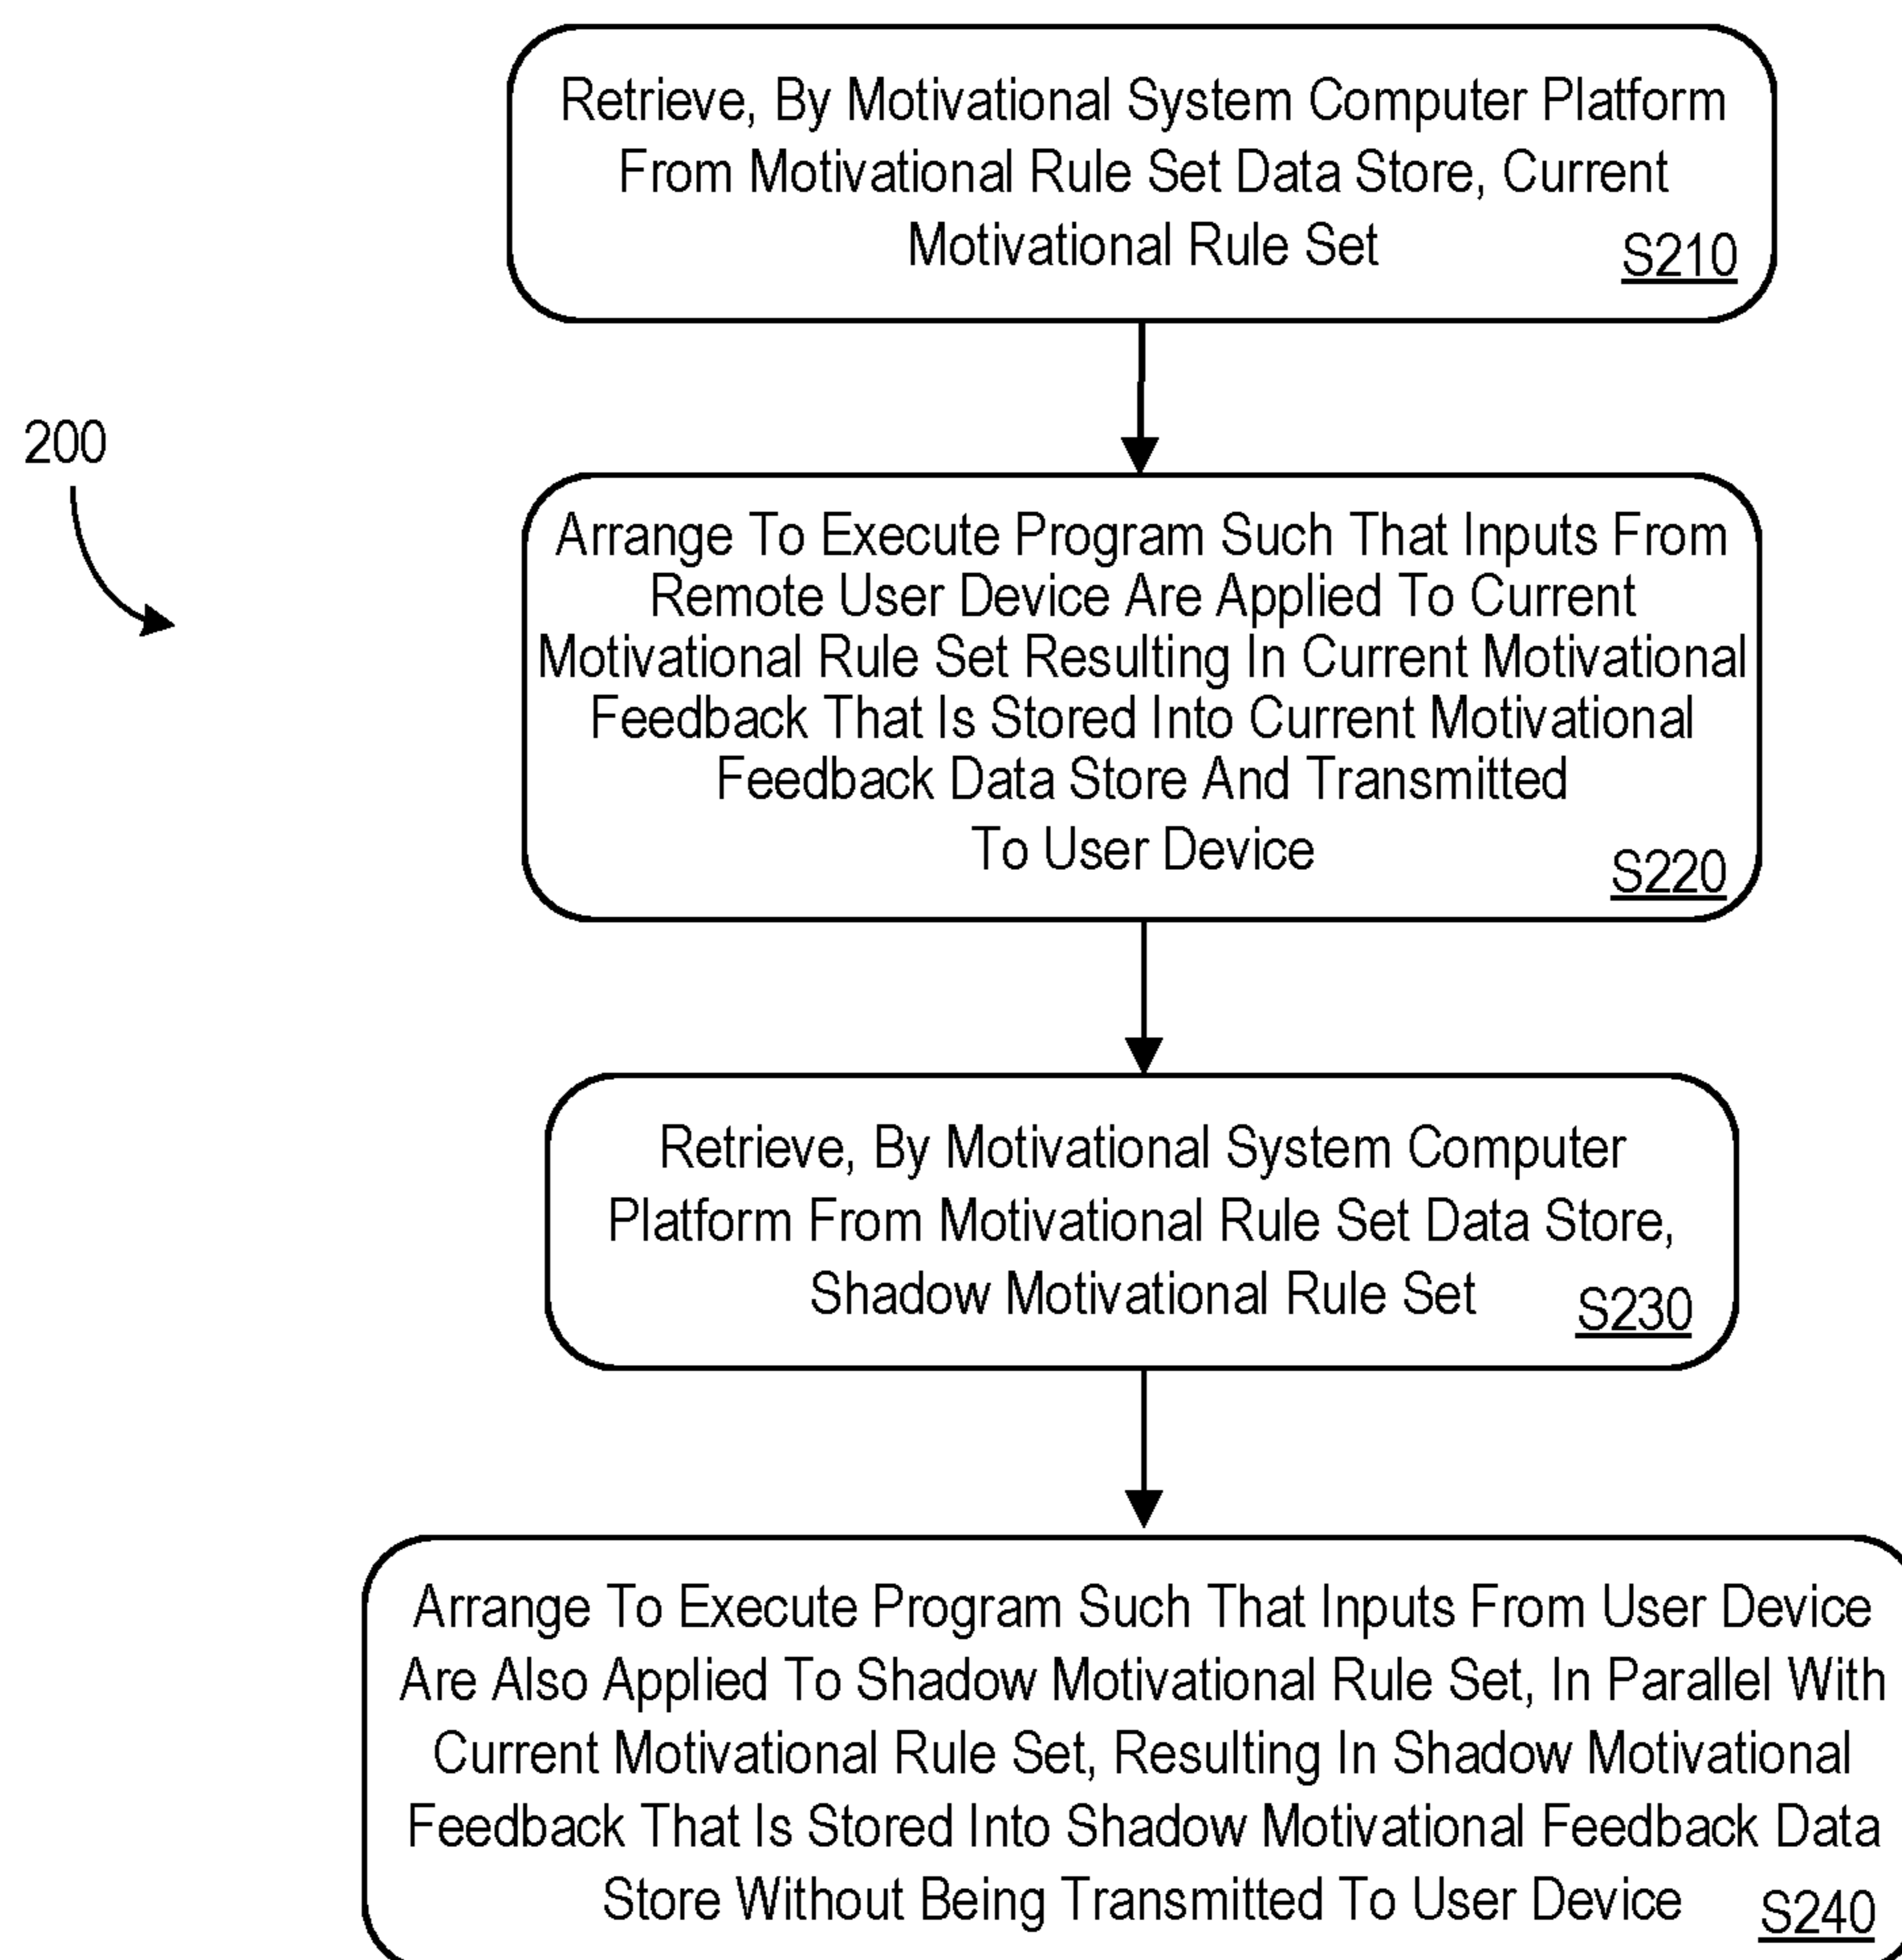 Retrieve, By Motivational System Computer Platform
From Motivational Rule Set Data Store, Current
Motivational Rule Set
S210
200
Arrange To Execute Program Such That Inputs From
Remote User Device Are Applied To Current
Motivational Rule Set Resulting In Current Motivational
Feedback That Is Stored Into Current Motivational
Feedback Data Store And Transmitted
To User Device
S220
Retrieve, By Motivational System Computer
Platform From Motivational Rule Set Data Store,
Shadow Motivational Rule Set
S230
Arrange To Execute Program Such That Inputs From User Device
Are Also Applied To Shadow Motivational Rule Set, In Parallel With
Current Motivational Rule Set, Resulting In Shadow Motivational
Feedback That Is Stored Into Shadow Motivational Feedback Data
Store Without Being Transmitted To User Device
S240